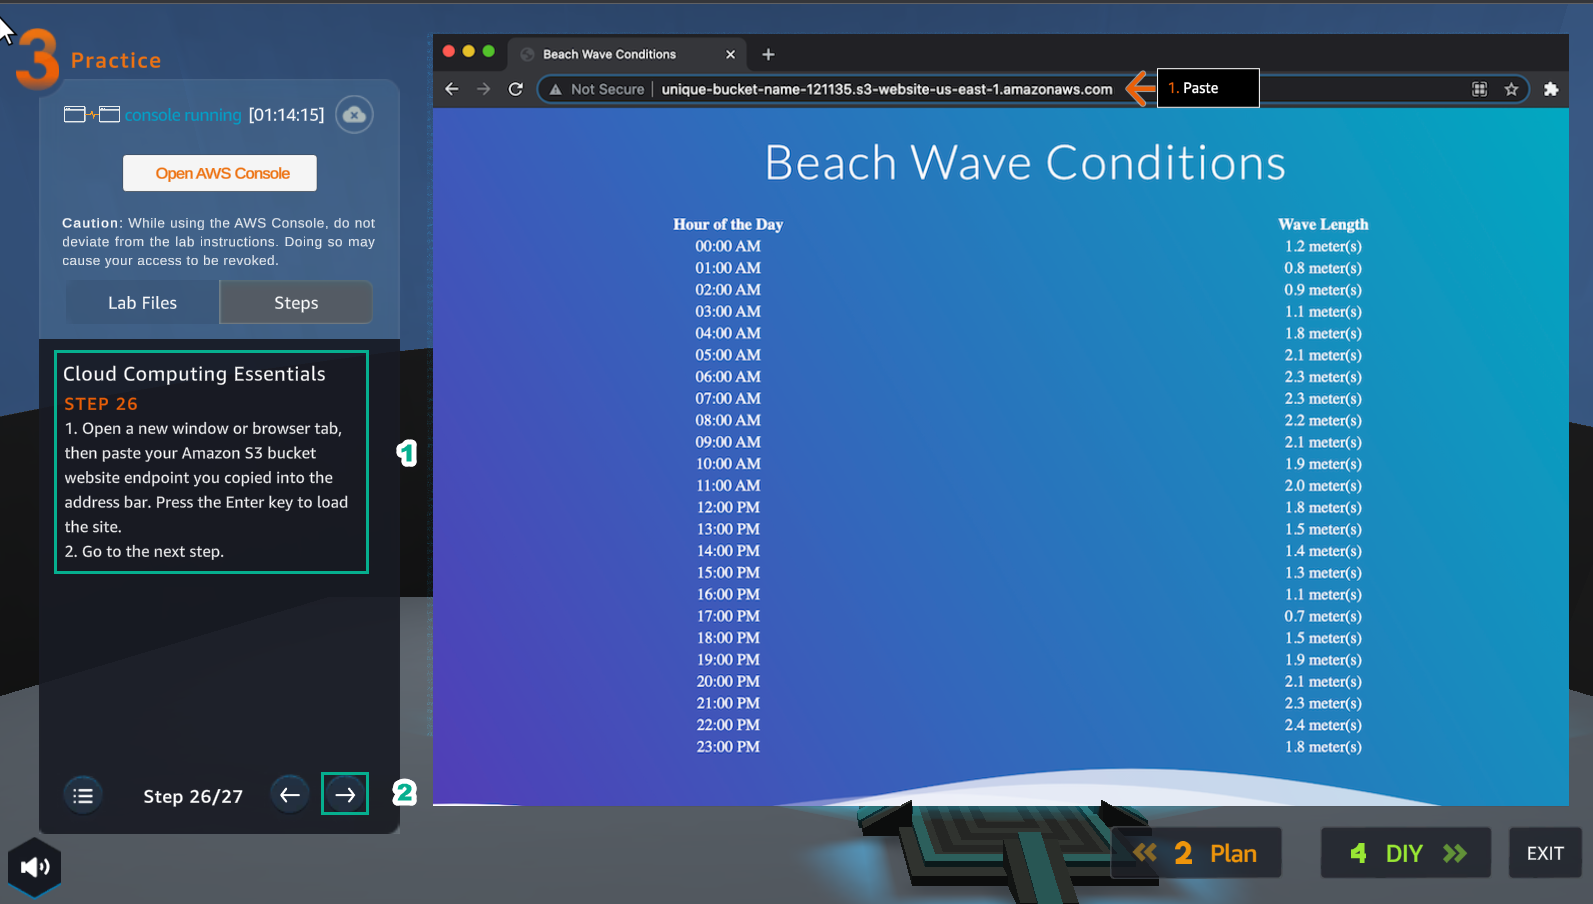 3 Practice
console running [01:14:15]
Open AWS Console
Caution: While using the AWS Console, do not
deviate from the lab instructions. Doing so may
cause your access to be revoked.
Lab Files
Steps
Cloud Computing Essentials
STEP 26
1. Open a new window or browser tab,
then paste your Amazon S3 bucket
website endpoint you copied into the
address bar. Press the Enter key to load
the site.
2. Go to the next step.
1
Step 26/27
2
Beach Wave Conditions
Not Secure unique-bucket-name-121135.s3-website-us-east-1.amazonaws.com
1. Paste
Beach Wave Conditions
Hour of the Day Wave Length
00:00 AM 1.2 meter(s)
01:00 AM 0.8 meter(s)
02:00 AM 0.9 meter(s)
03:00 AM 1.1 meter(s)
04:00 AM 1.8 meter(s)
05:00 AM 2.1 meter(s)
06:00 AM 2.3 meter(s)
07:00 AM 2.3 meter(s)
08:00 AM 2.2 meter(s)
09:00 AM 2.1 meter(s)
10:00 AM 1.9 meter(s)
11:00 AM 2.0 meter(s)
12:00 PM 1.8 meter(s)
13:00 PM 1.5 meter(s)
14:00 PM 1.4 meter(s)
15:00 PM 1.3 meter(s)
16:00 PM 1.1 meter(s)
17:00 PM 0.7 meter(s)
18:00 PM 1.5 meter(s)
19:00 PM 1.9 meter(s)
20:00 PM 2.1 meter(s)
21:00 PM 2.3 meter(s)
22:00 PM 2.4 meter(s)
23:00 PM 1.8 meter(s)
2 Plan
4 DIY
EXIT